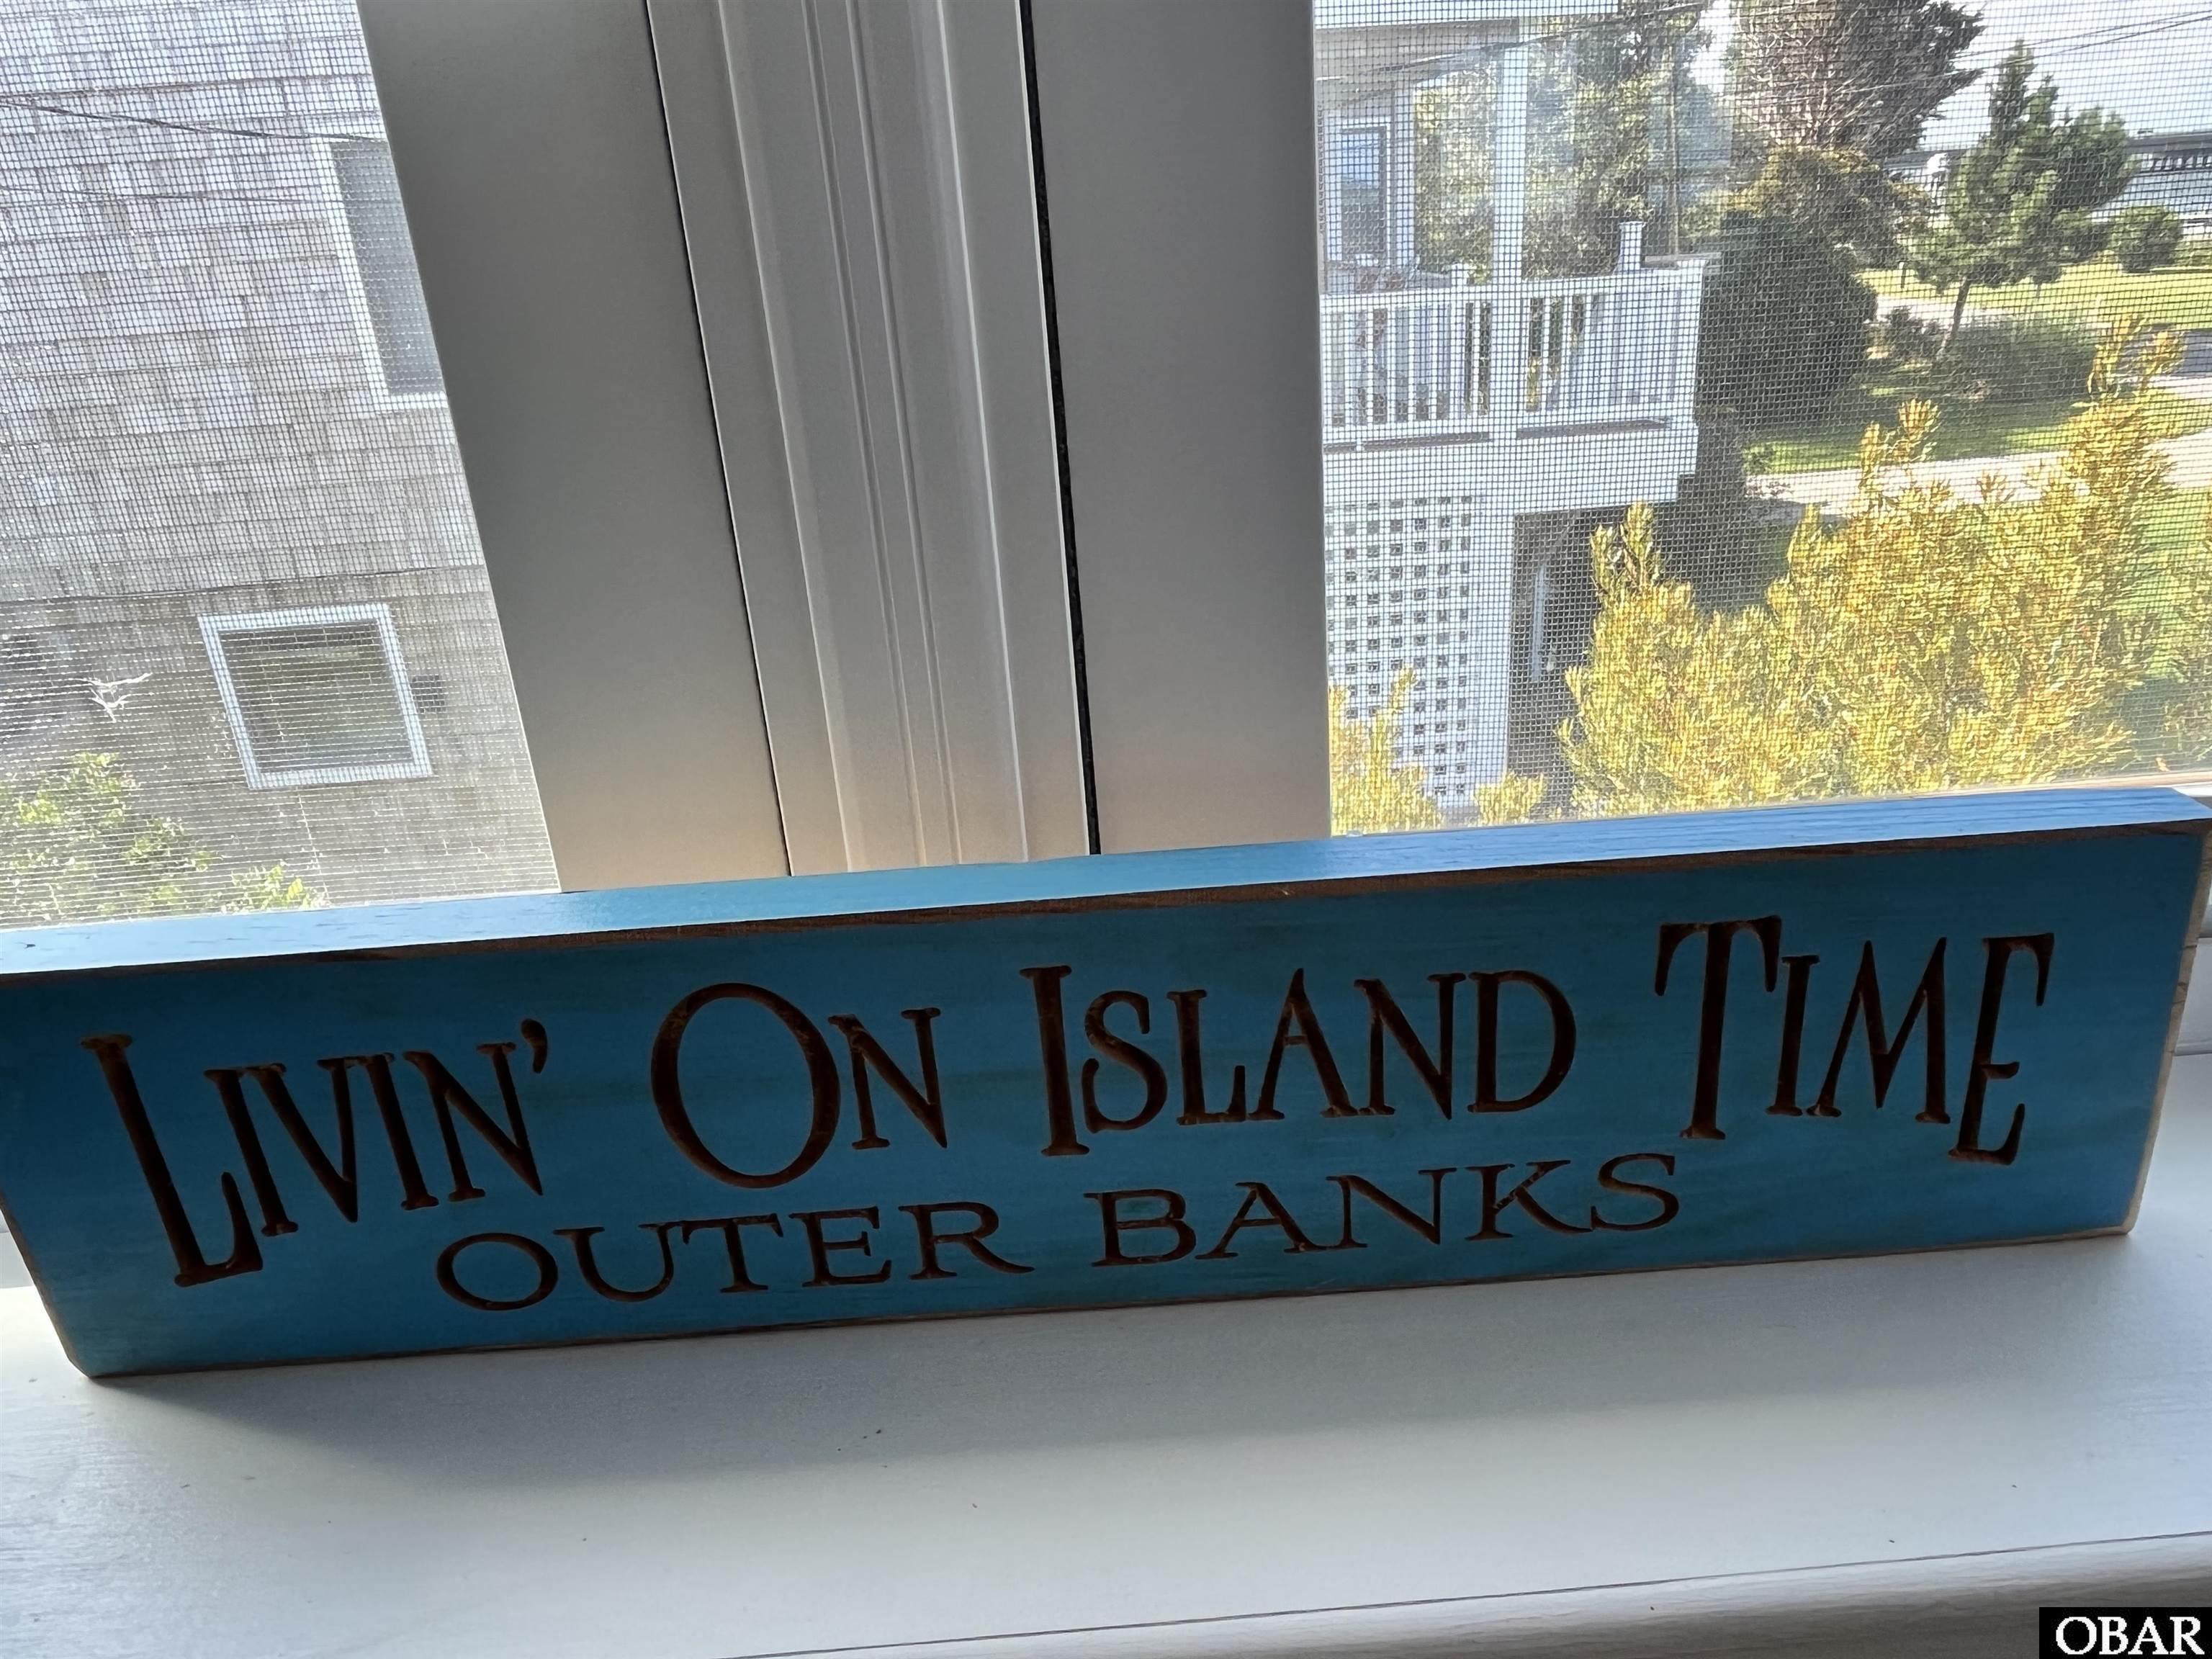 LIVIN' ON ISLAND TIME
OUTER BANKS
OBAR